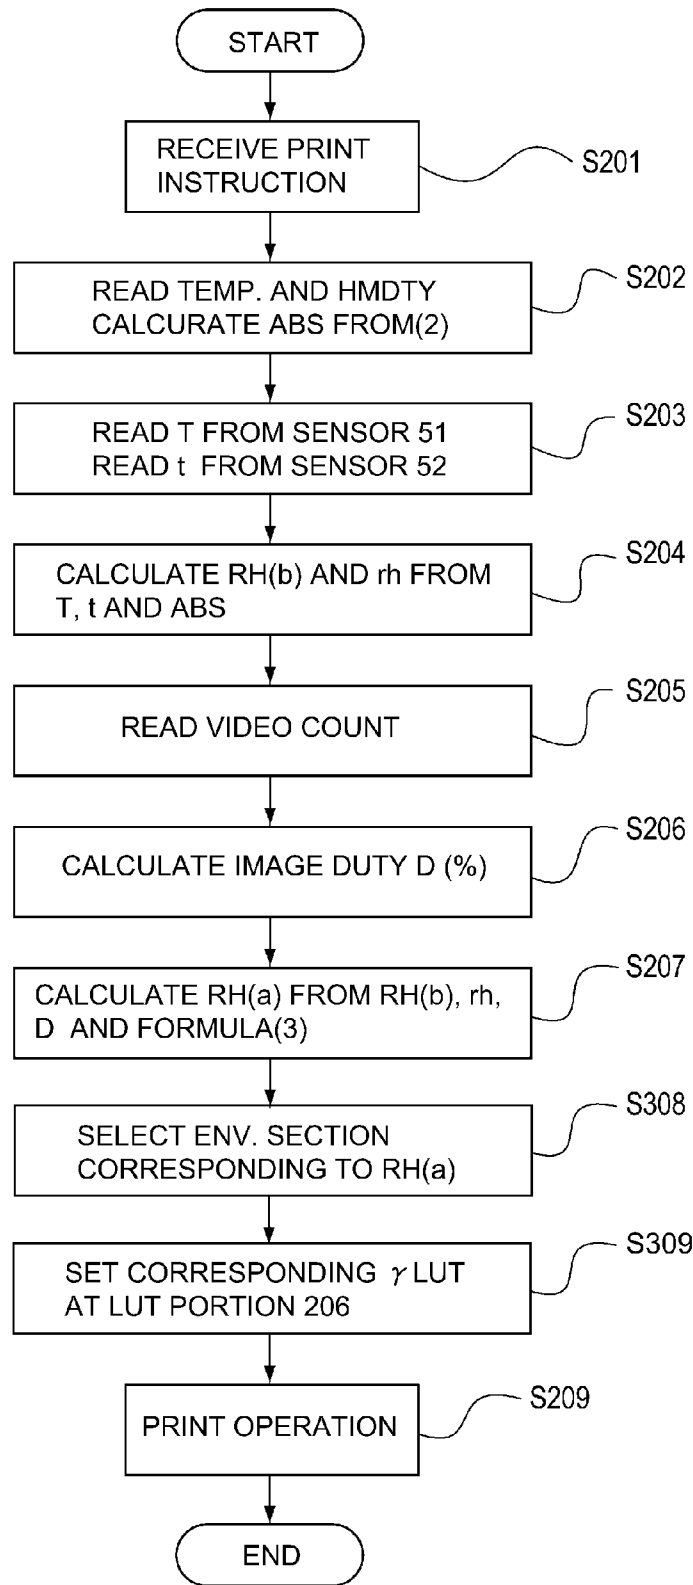 START
RECEIVE PRINT
INSTRUCTION
S201
READ TEMP. AND HMDTY
CALCURATE ABS FROM(2)
S202
READ T FROM SENSOR 51
READ t FROM SENSOR 52
S203
CALCULATE RH(b) AND rh FROM
T, t AND ABS
S204
READ VIDEO COUNT
S205
CALCULATE IMAGE DUTY D (%)
S206
CALCULATE RH(a) FROM RH(b), rh,
D AND FORMULA(3)
S207
SELECT ENV. SECTION
CORRESPONDING TO RH(a)
S308
SET CORRESPONDING γ LUT
AT LUT PORTION 206
S309
PRINT OPERATION
S209
END